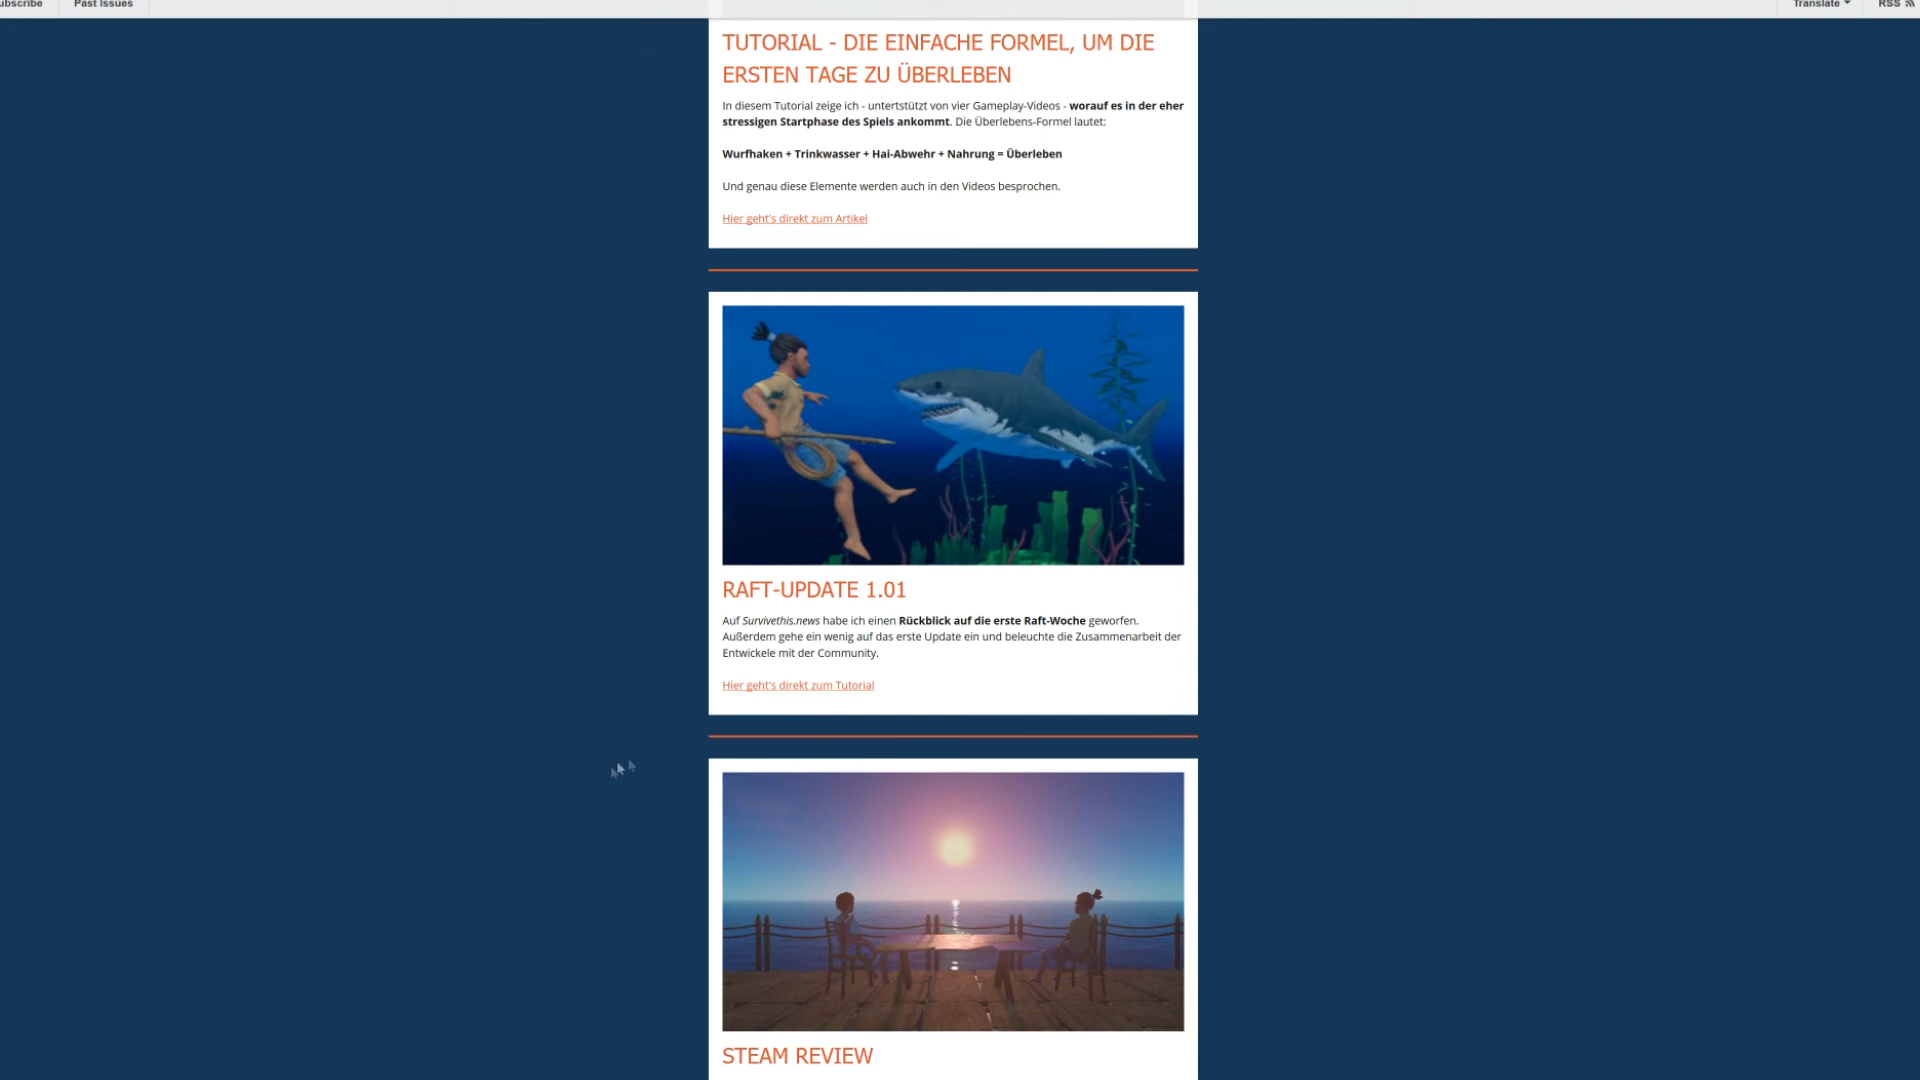 Past Issues
Translate
RSS
TUTORIAL - DIE EINFACHE FORMEL, UM DIE
ERSTEN TAGE ZU ÜBERLEBEN
In diesem Tutorial zeige ich - untertstützt von vier Gameplay-Videos - worauf es in der eher
stressigen Startphase des Spiels ankommt. Die Überlebens-Formel lautet:
Wurfhaken + Trinkwasser + Hai-Abwehr + Nahrung = Überleben
Und genau diese Elemente werden auch in den Videos besprochen.
Hier geht's direkt zum Artikel
RAFT-UPDATE 1.01
Auf Survivethis.news habe ich einen Rückblick auf die erste Raft-Woche geworfen.
Außerdem gehe ein wenig auf das erste Update ein und beleuchte die Zusammenarbeit der
Entwickele mit der Community.
Hier geht's direkt zum Tutorial
STEAM REVIEW